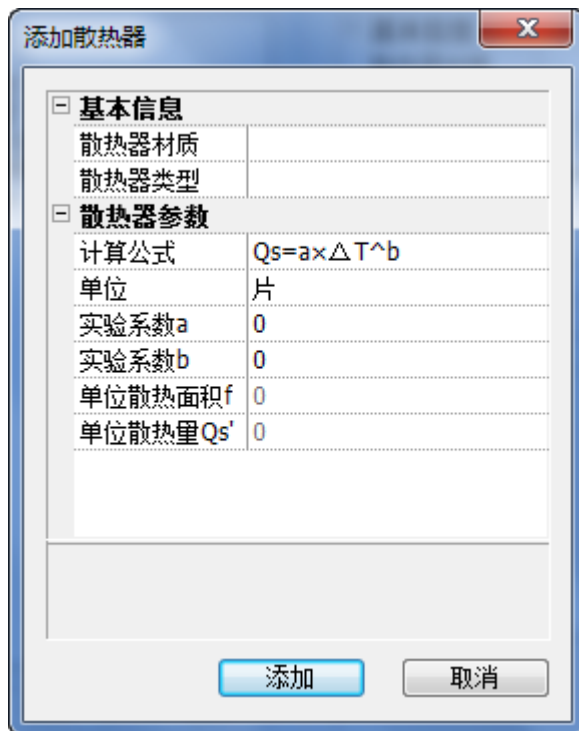 添加散热器
基本信息
散热器材质
散热器类型
散热器参数
计算公式 Qs=a×△T^b
单位 片
实验系数a 0
实验系数b 0
单位散热面积f 0
单位散热量Qs' 0
添加 取消